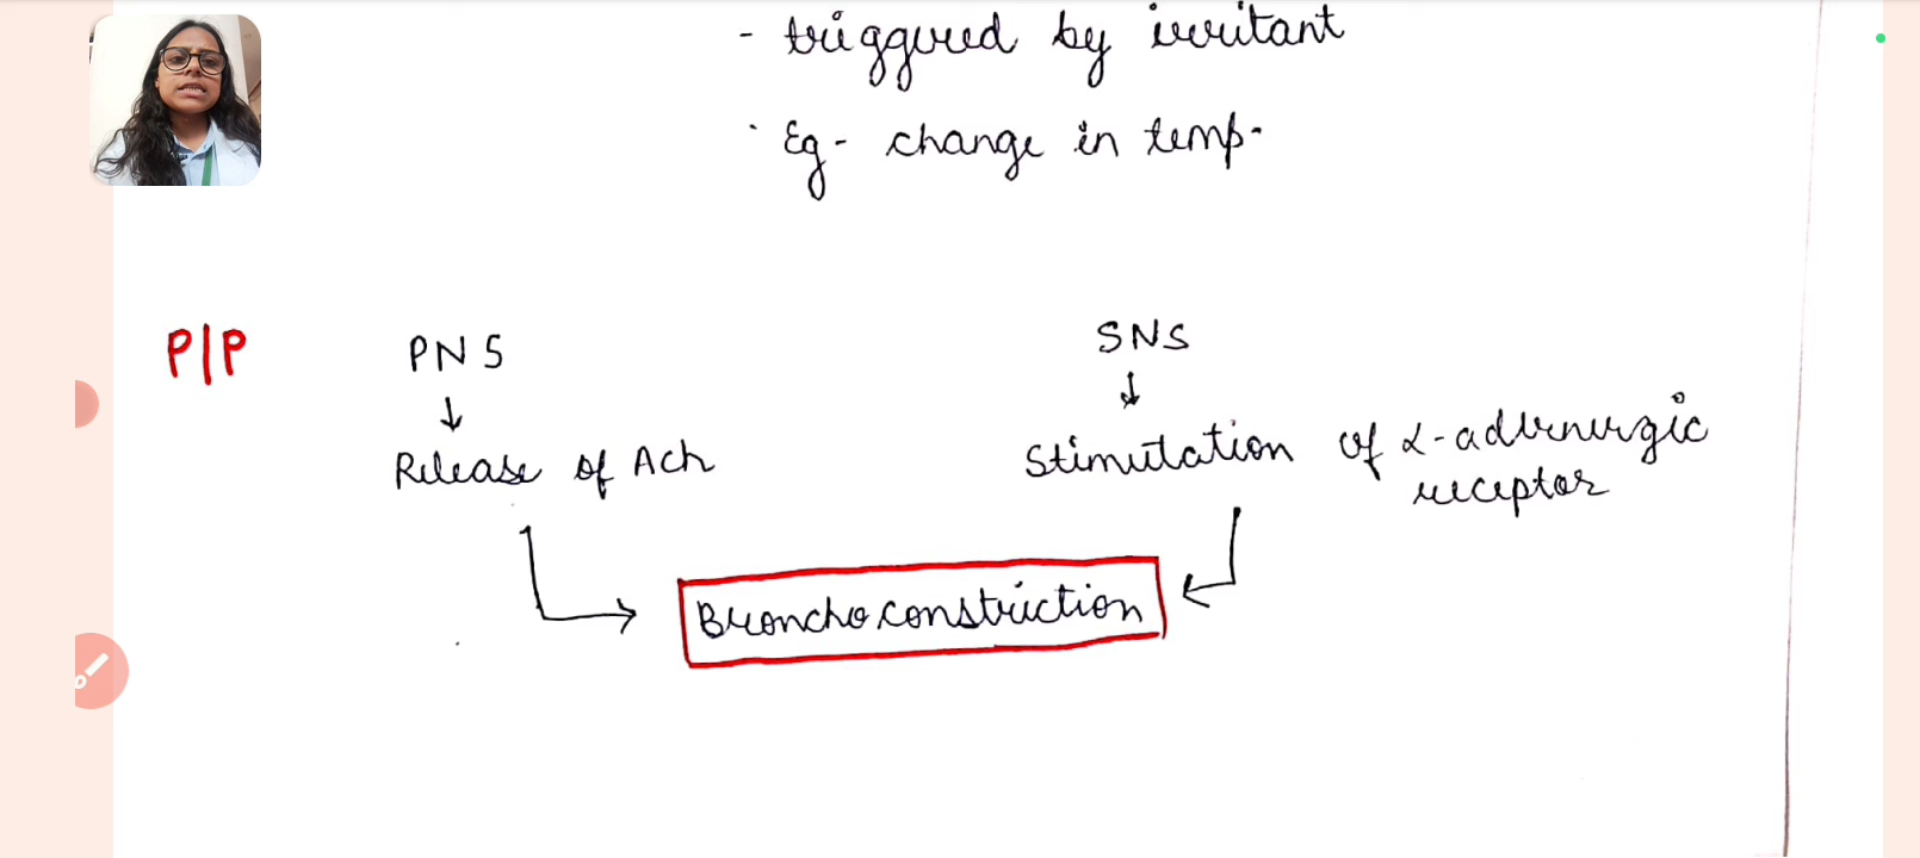 - triggered by irritant
· Eg - change in temp.
P/P
PNS
↓
Release of Ach
SNS
↓
Stimulation of α-adrenergic
receptor
Bronchoconstriction